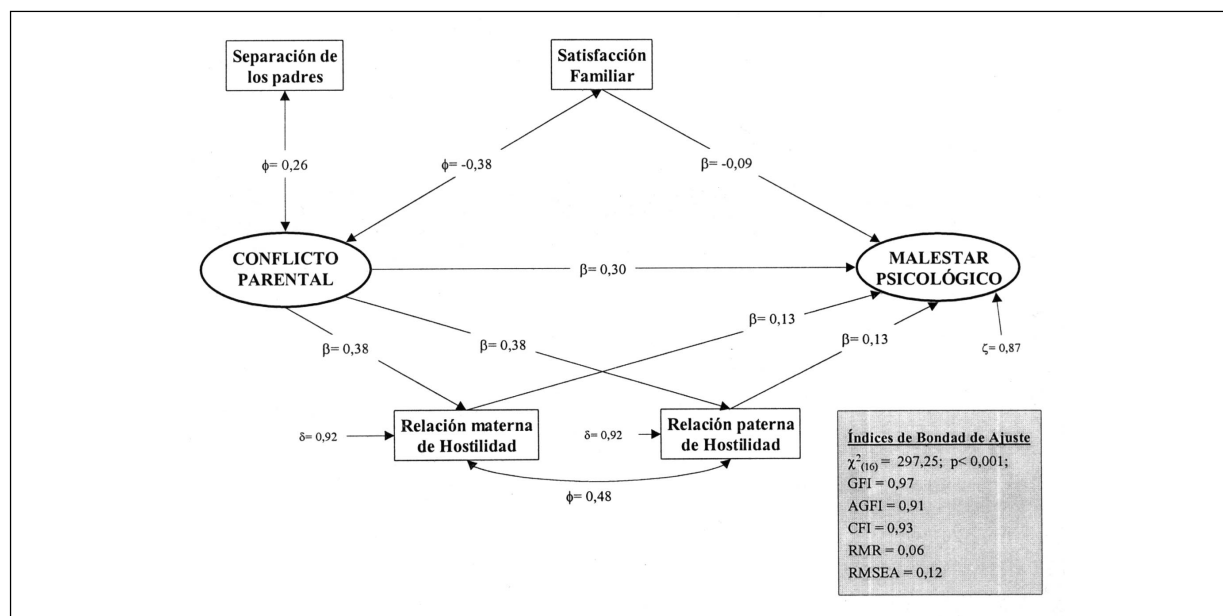 Separación de
los padres
Satisfacción
Familiar
ϕ= 0,26
ϕ= -0,38
β= -0,09
CONFLICTO
PARENTAL
β= 0,30
MALESTAR
PSICOLÓGICO
β= 0,38
β= 0,38
β= 0,13
β= 0,13
ζ= 0,87
δ= 0,92
Relación materna
de Hostilidad
δ= 0,92
Relación paterna
de Hostilidad
ϕ= 0,48
Índices de Bondad de Ajuste
χ²₍₁₆₎ = 297,25; p< 0,001;
GFI = 0,97
AGFI = 0,91
CFI = 0,93
RMR = 0,06
RMSEA = 0,12